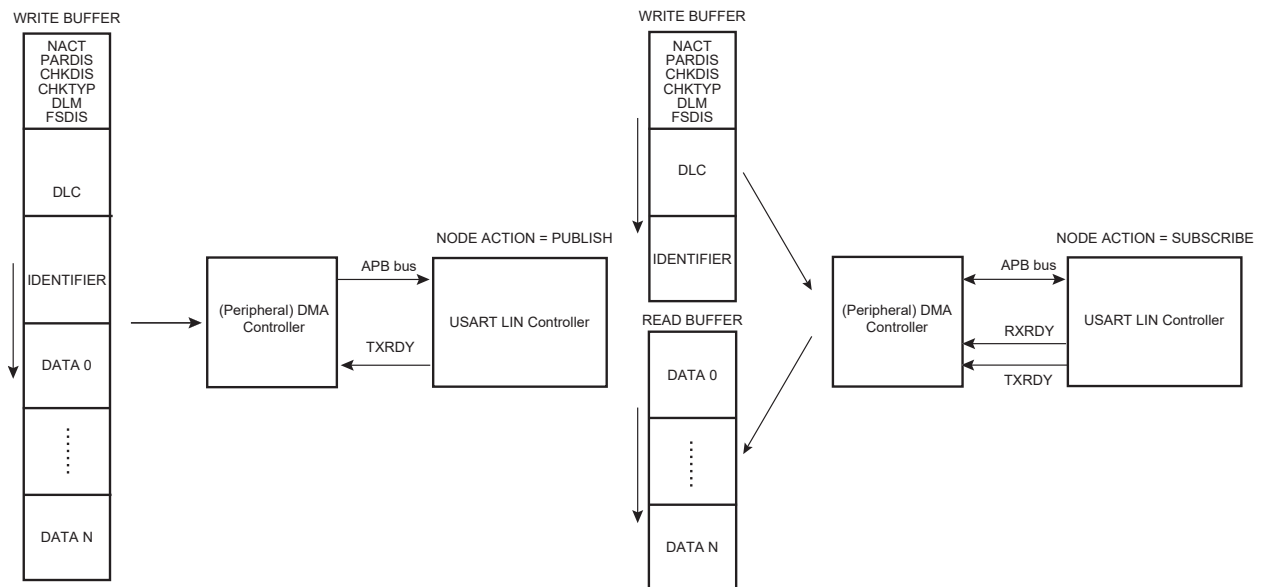 WRITE BUFFER
NACT
PARDIS
CHKDIS
CHKTYP
DLM
FSDIS
DLC
IDENTIFIER
DATA 0
DATA N
(Peripheral) DMA
Controller
APB bus
TXRDY
NODE ACTION = PUBLISH
USART LIN Controller
WRITE BUFFER
NACT
PARDIS
CHKDIS
CHKTYP
DLM
FSDIS
DLC
IDENTIFIER
READ BUFFER
DATA 0
DATA N
(Peripheral) DMA
Controller
APB bus
RXRDY
TXRDY
NODE ACTION = SUBSCRIBE
USART LIN Controller